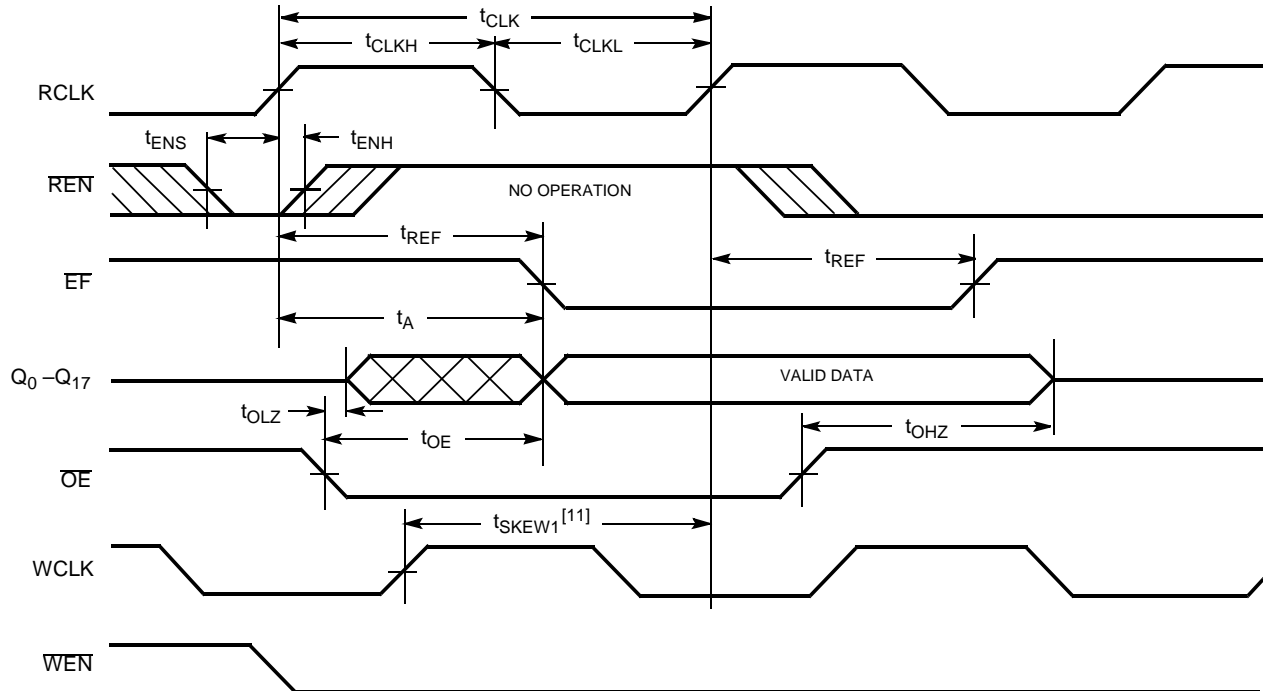 tCLK
tCLKH tCLKL
RCLK
tENS tENH
REN
NO OPERATION
tREF
tREF
EF
tA
Q0 –Q17
VALID DATA
tOLZ
tOE
tOHZ
OE
tSKEW1[11]
WCLK
WEN